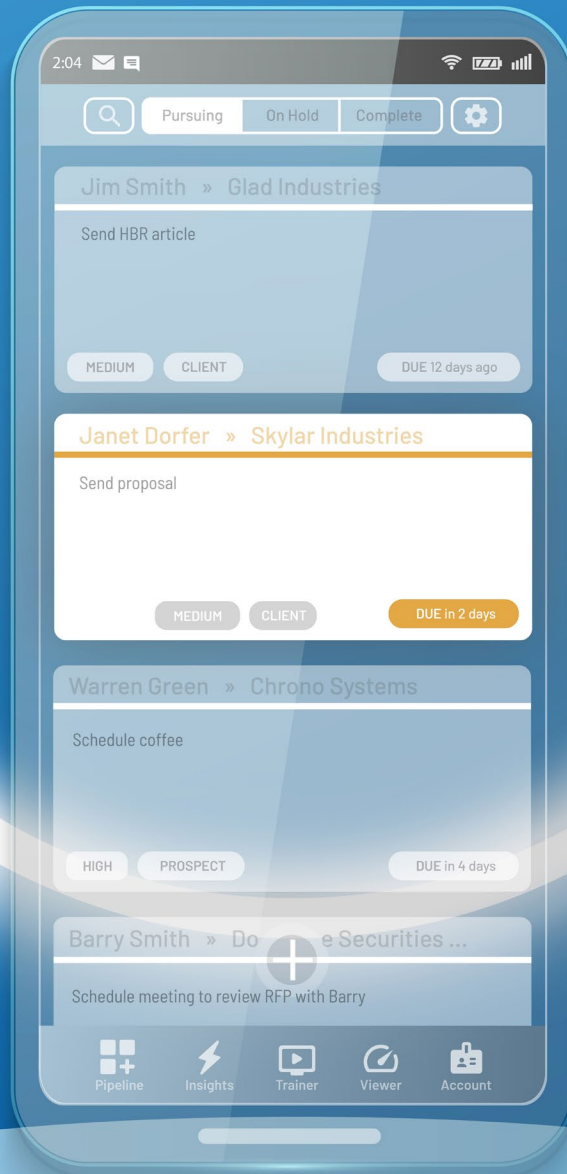 2:04
Pursuing On Hold Complete
Jim Smith » Glad Industries
Send HBR article
MEDIUM CLIENT DUE 12 days ago
Janet Dorfer » Skylar Industries
Send proposal
MEDIUM CLIENT DUE in 2 days
Warren Green » Chrono Systems
Schedule coffee
HIGH PROSPECT DUE in 4 days
Barry Smith » Do e Securities ...
Schedule meeting to review RFP with Barry
Pipeline Insights Trainer Viewer Account